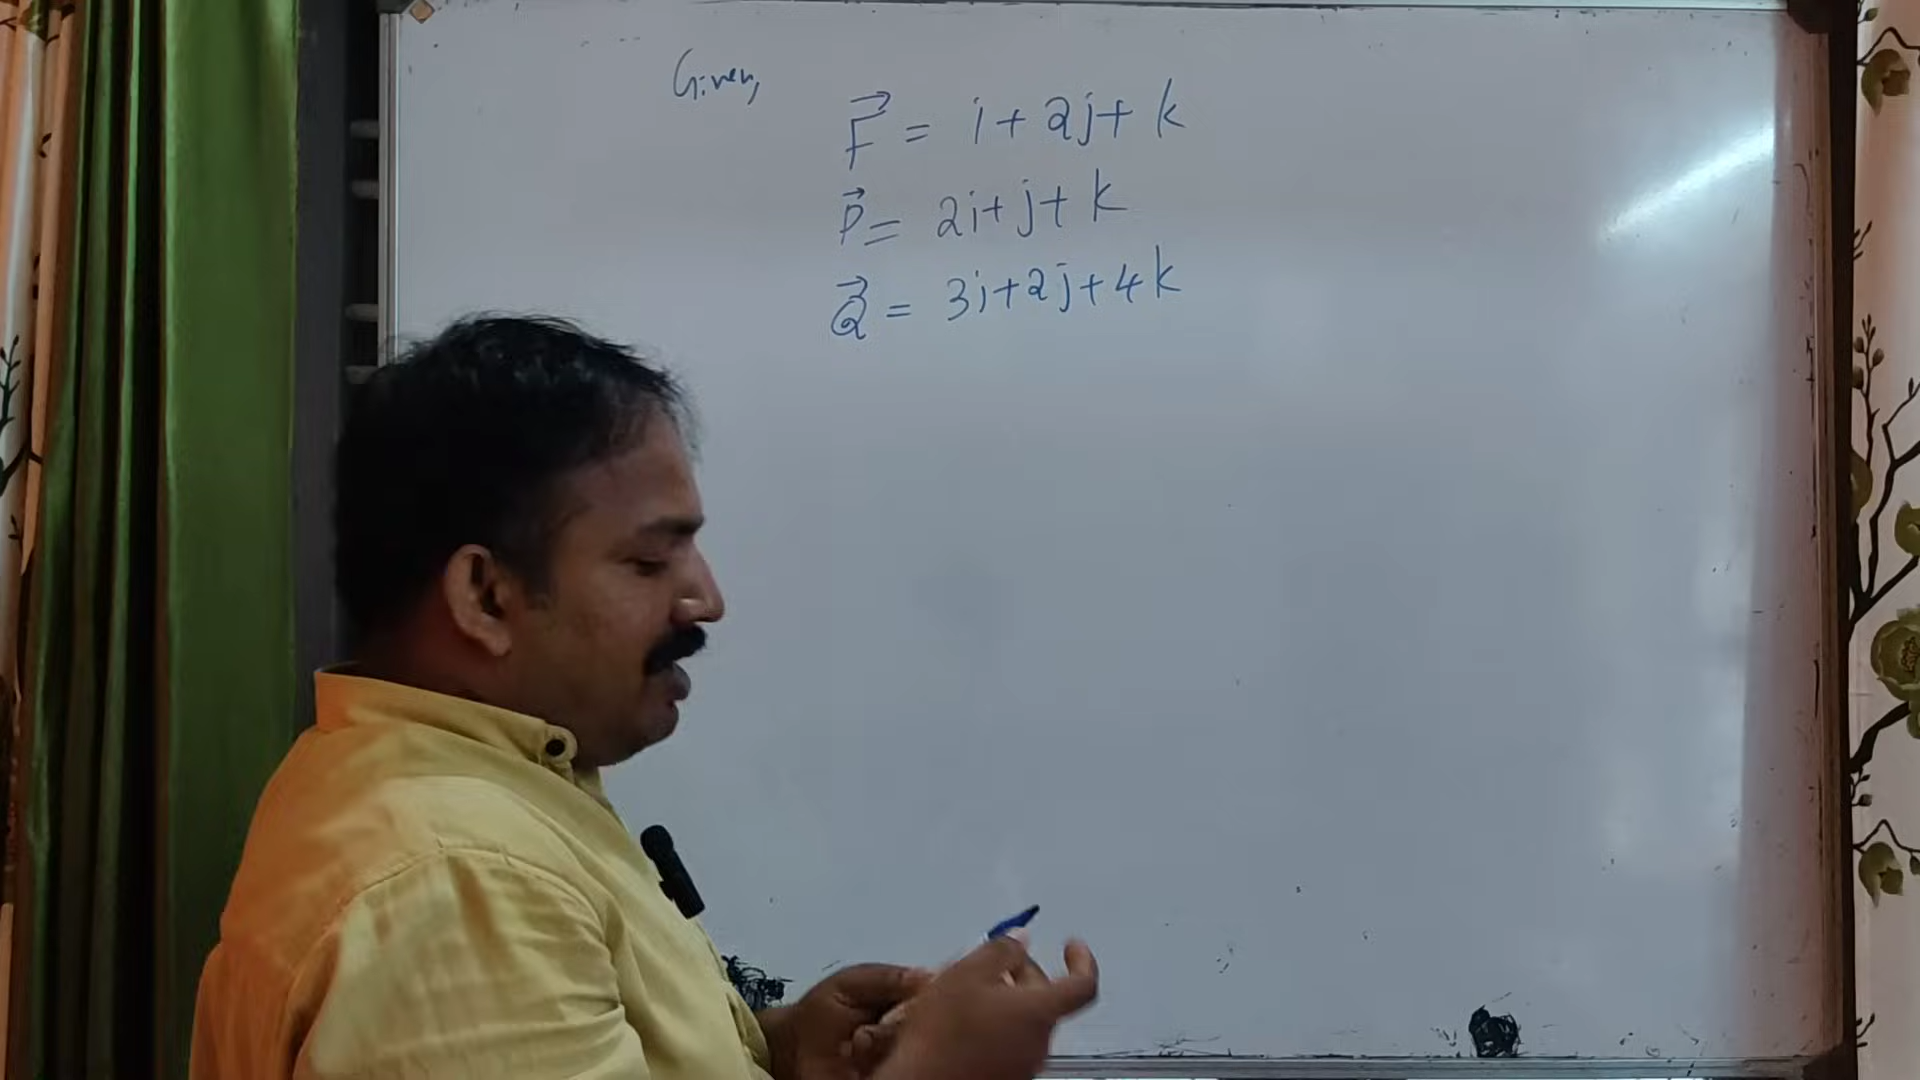 Given,
F⃗ = i + 2j + k
P⃗ = 2i + j + k
Q⃗ = 3i + 2j + 4k